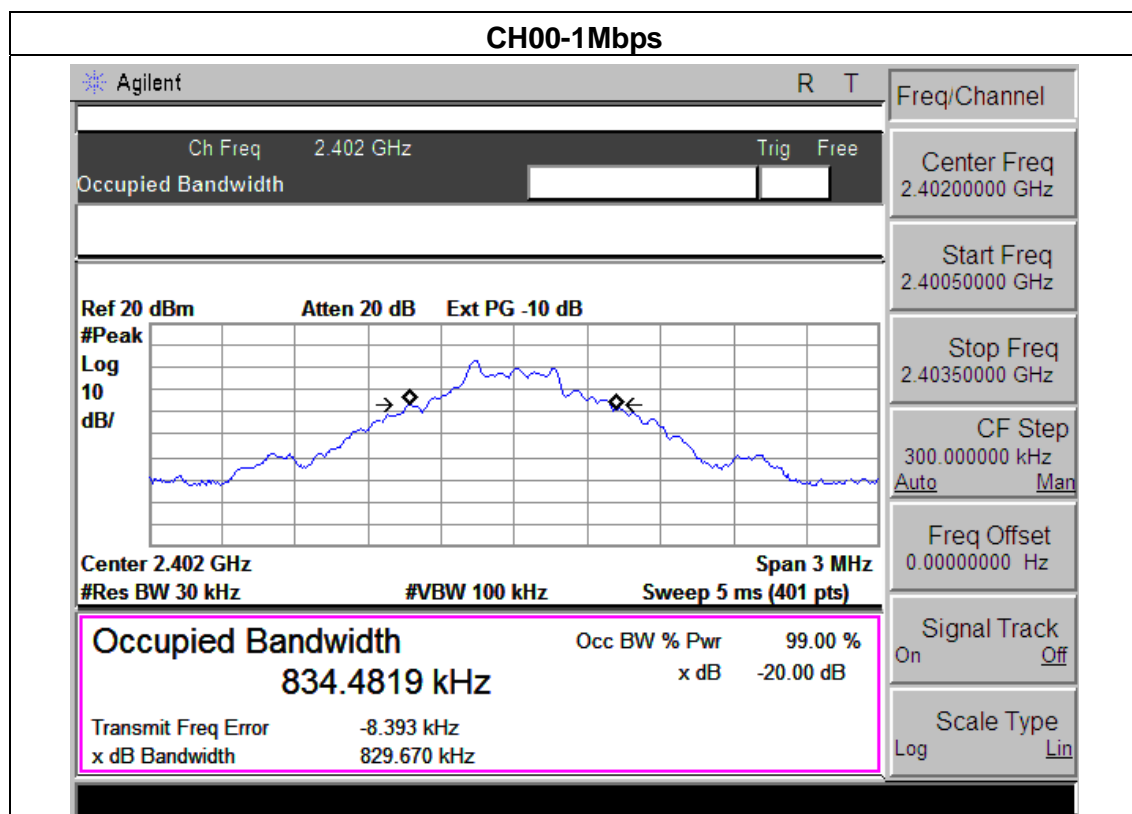 CH00-1Mbps
Agilent R T
Ch Freq 2.402 GHz Trig Free
Occupied Bandwidth
Ref 20 dBm Atten 20 dB Ext PG -10 dB
#Peak
Log
10
dB/
Center 2.402 GHz Span 3 MHz
#Res BW 30 kHz #VBW 100 kHz Sweep 5 ms (401 pts)
Occupied Bandwidth Occ BW % Pwr 99.00 %
834.4819 kHz x dB -20.00 dB
Transmit Freq Error -8.393 kHz
x dB Bandwidth 829.670 kHz
Freq/Channel
Center Freq
2.40200000 GHz
Start Freq
2.40050000 GHz
Stop Freq
2.40350000 GHz
CF Step
300.000000 kHz
Auto Man
Freq Offset
0.00000000 Hz
Signal Track
On Off
Scale Type
Log Lin